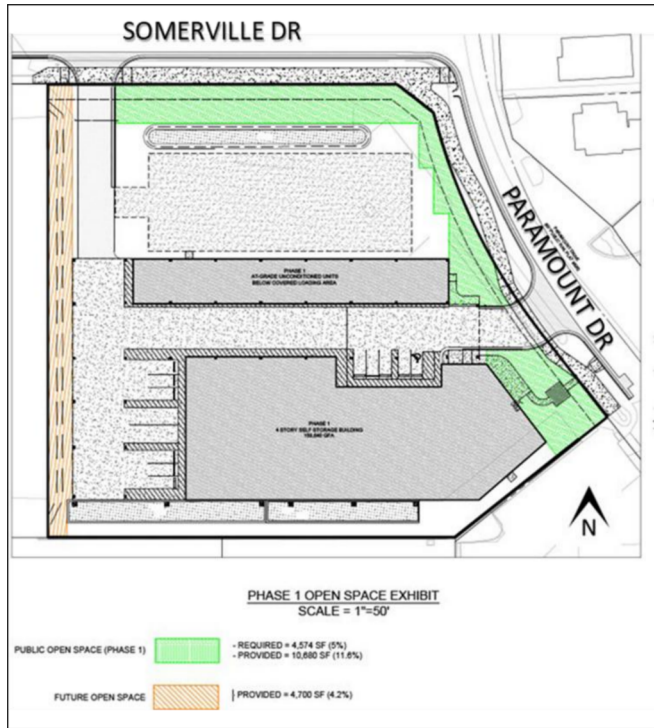 SOMERVILLE DR
PARAMOUNT DR
PHASE 1
AT-GRADE UNCONDITIONED UNITS
BELOW COVERED LOADING AREA
PHASE 1
4 STORY SELF STORAGE BUILDING
GFA
N
PHASE 1 OPEN SPACE EXHIBIT
SCALE = 1"=50'
PUBLIC OPEN SPACE (PHASE 1)
- REQUIRED = 4,574 SF (5%)
- PROVIDED = 10,680 SF (11.6%)
FUTURE OPEN SPACE
PROVIDED = 4,700 SF (4.2%)